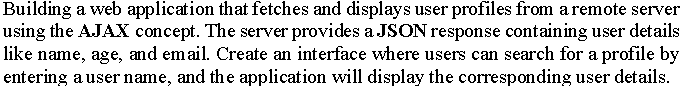 Building a web application that fetches and displays user profiles from a remote server
using the AJAX concept. The server provides a JSON response containing user details
like name, age, and email. Create an interface where users can search for a profile by
entering a user name, and the application will display the corresponding user details.